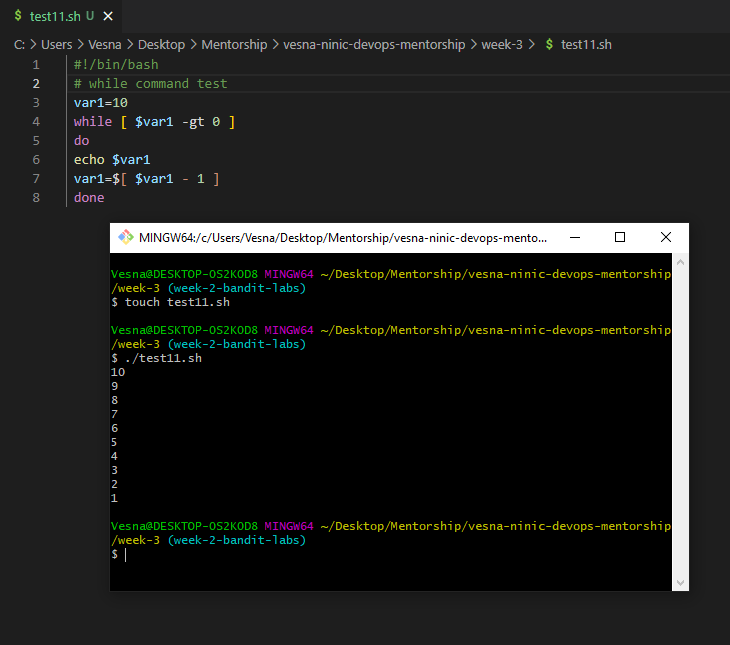 $ test11.sh U ×
C: > Users > Vesna > Desktop > Mentorship > vesna-ninic-devops-mentorship > week-3 > $ test11.sh
1 #!/bin/bash
2 # while command test
3 var1=10
4 while [ $var1 -gt 0 ]
5 do
6 echo $var1
7 var1=$[ $var1 - 1 ]
8 done
MINGW64:/c/Users/Vesna/Desktop/Mentorship/vesna-ninic-devops-mento...
Vesna@DESKTOP-OS2KOD8 MINGW64 ~/Desktop/Mentorship/vesna-ninic-devops-mentorship
/week-3 (week-2-bandit-labs)
$ touch test11.sh
Vesna@DESKTOP-OS2KOD8 MINGW64 ~/Desktop/Mentorship/vesna-ninic-devops-mentorship
/week-3 (week-2-bandit-labs)
$ ./test11.sh
10
9
8
7
6
5
4
3
2
1
Vesna@DESKTOP-OS2KOD8 MINGW64 ~/Desktop/Mentorship/vesna-ninic-devops-mentorship
/week-3 (week-2-bandit-labs)
$